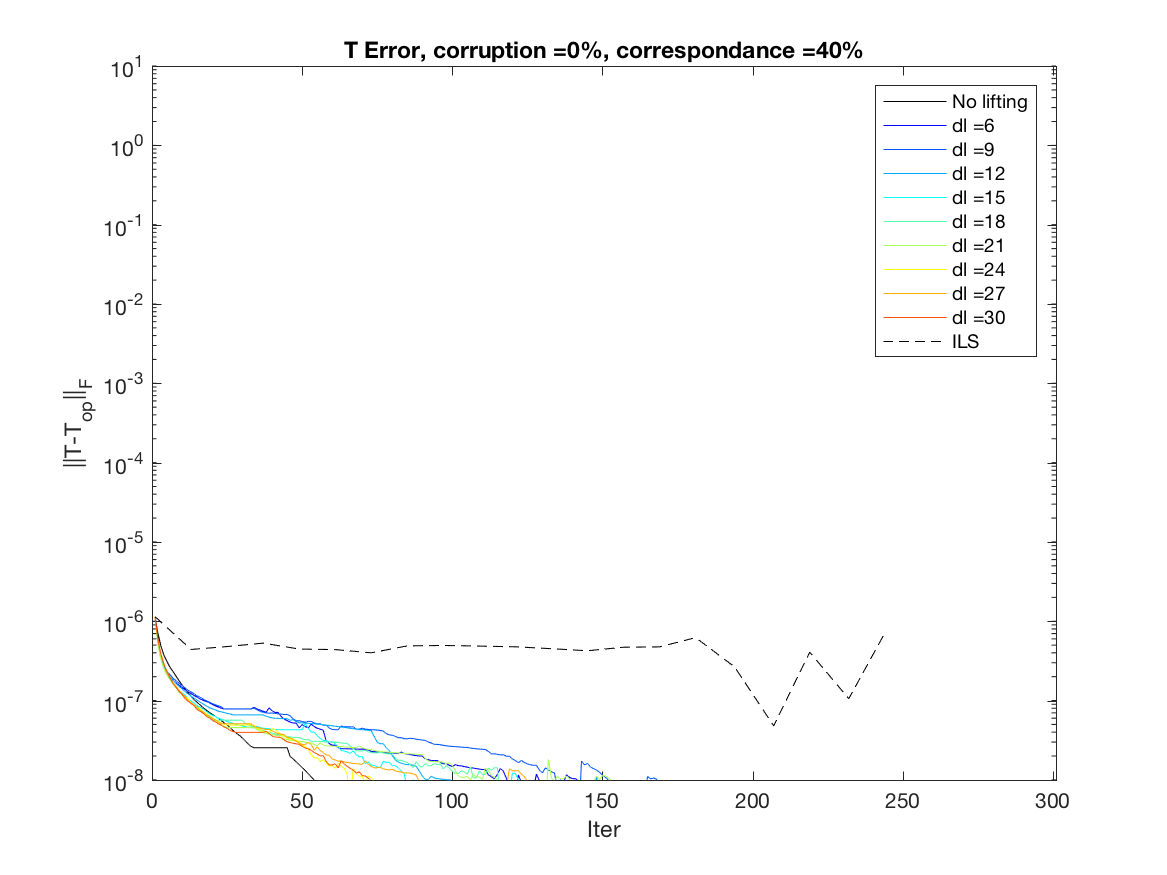 T Error, corruption =0%, correspondance =40%
10^1
10^0
10^-1
10^-2
10^-3
10^-4
10^-5
10^-6
10^-7
10^-8
||T-T_op||_F
No lifting
dl =6
dl =9
dl =12
dl =15
dl =18
dl =21
dl =24
dl =27
dl =30
ILS
0 50 100 150 200 250 300
Iter